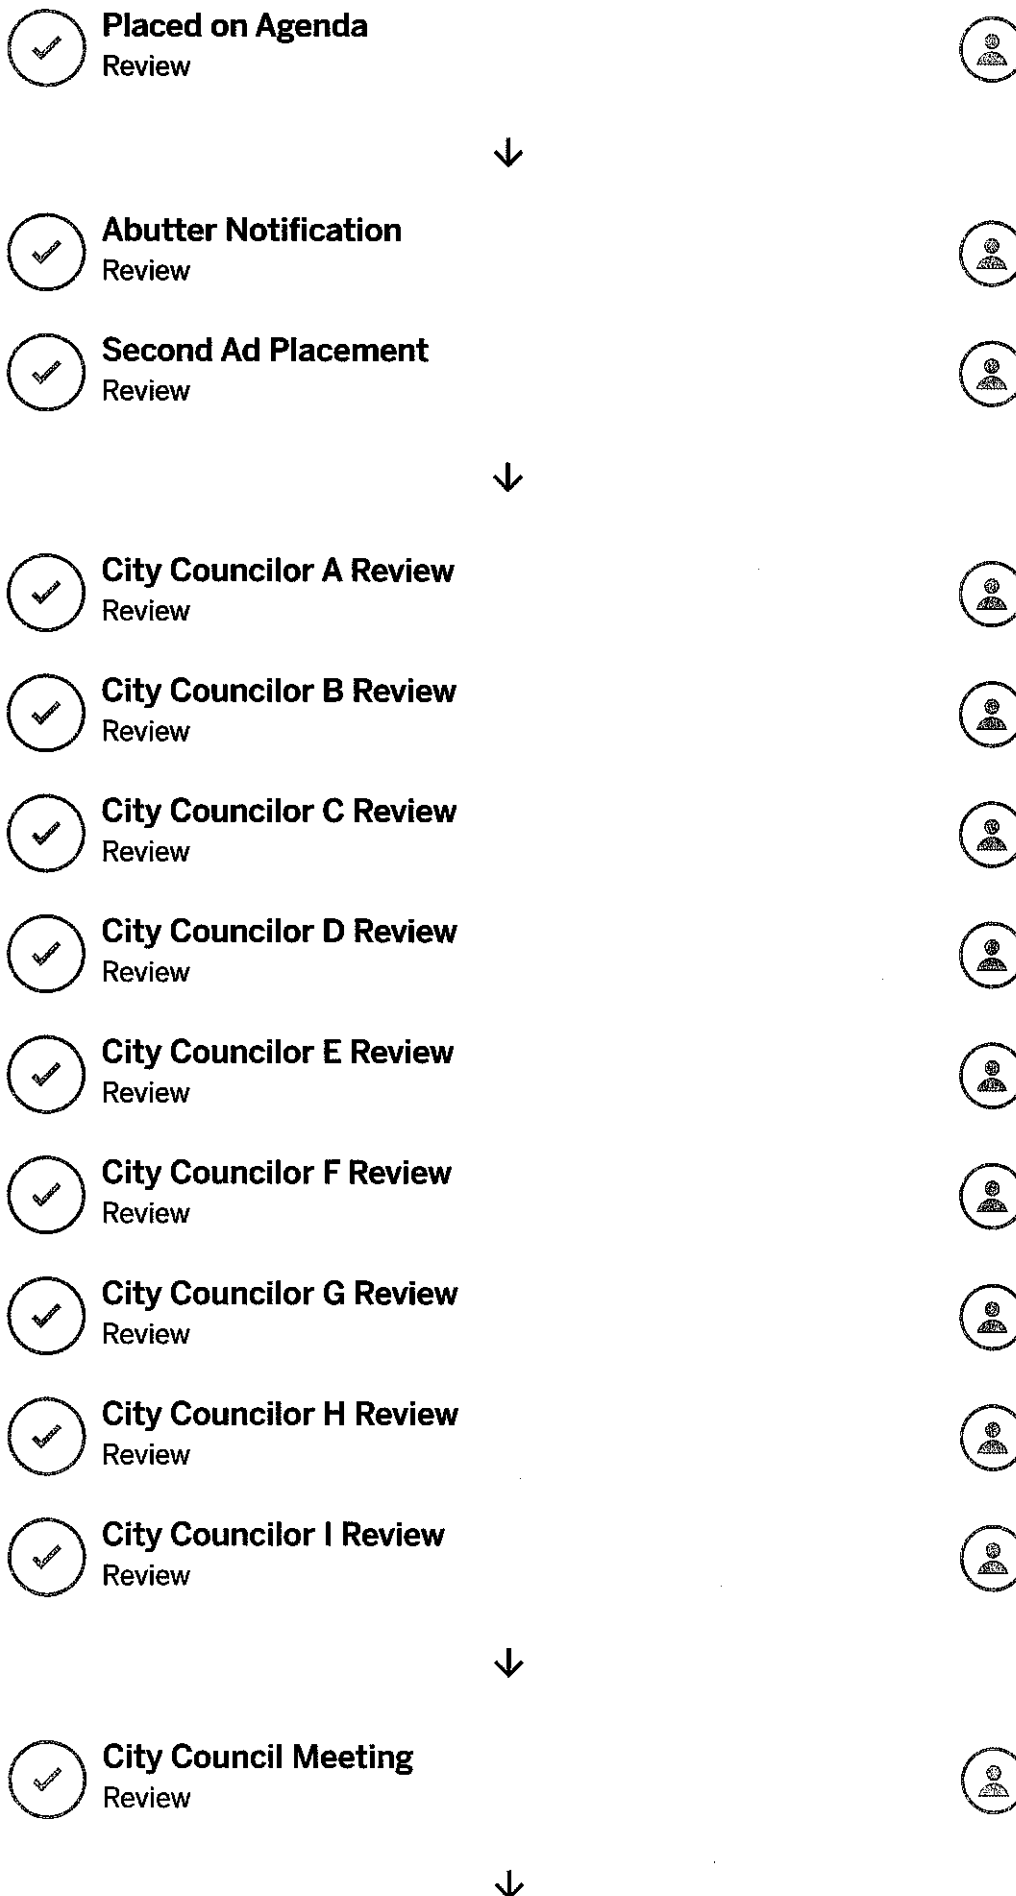 Placed on Agenda
Review
Abutter Notification
Review
Second Ad Placement
Review
City Councilor A Review
Review
City Councilor B Review
Review
City Councilor C Review
Review
City Councilor D Review
Review
City Councilor E Review
Review
City Councilor F Review
Review
City Councilor G Review
Review
City Councilor H Review
Review
City Councilor I Review
Review
City Council Meeting
Review